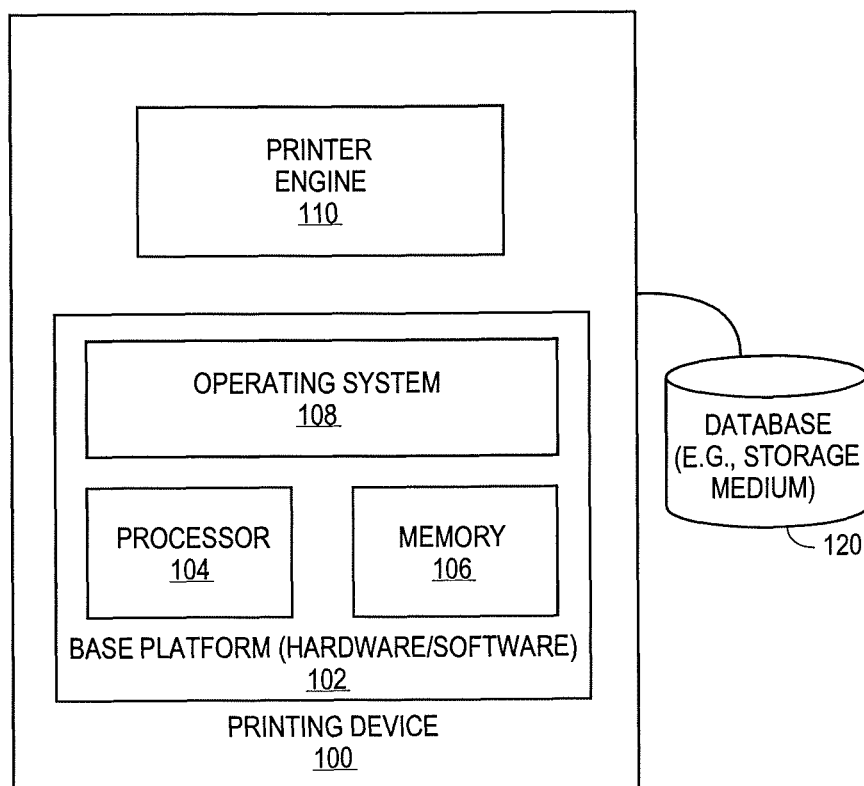 PRINTER
ENGINE
110
OPERATING SYSTEM
108
PROCESSOR
104
MEMORY
106
BASE PLATFORM (HARDWARE/SOFTWARE)
102
PRINTING DEVICE
100
DATABASE
(E.G., STORAGE
MEDIUM)
120